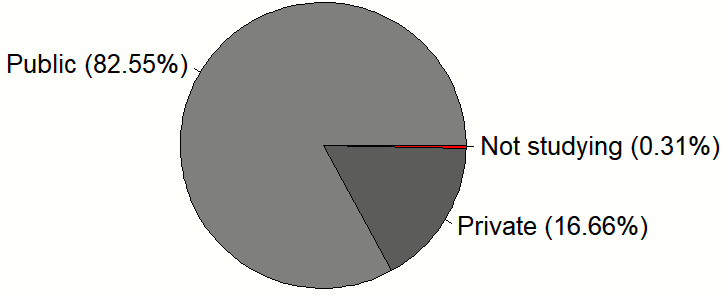 Public (82.55%)
Not studying (0.31%)
Private (16.66%)